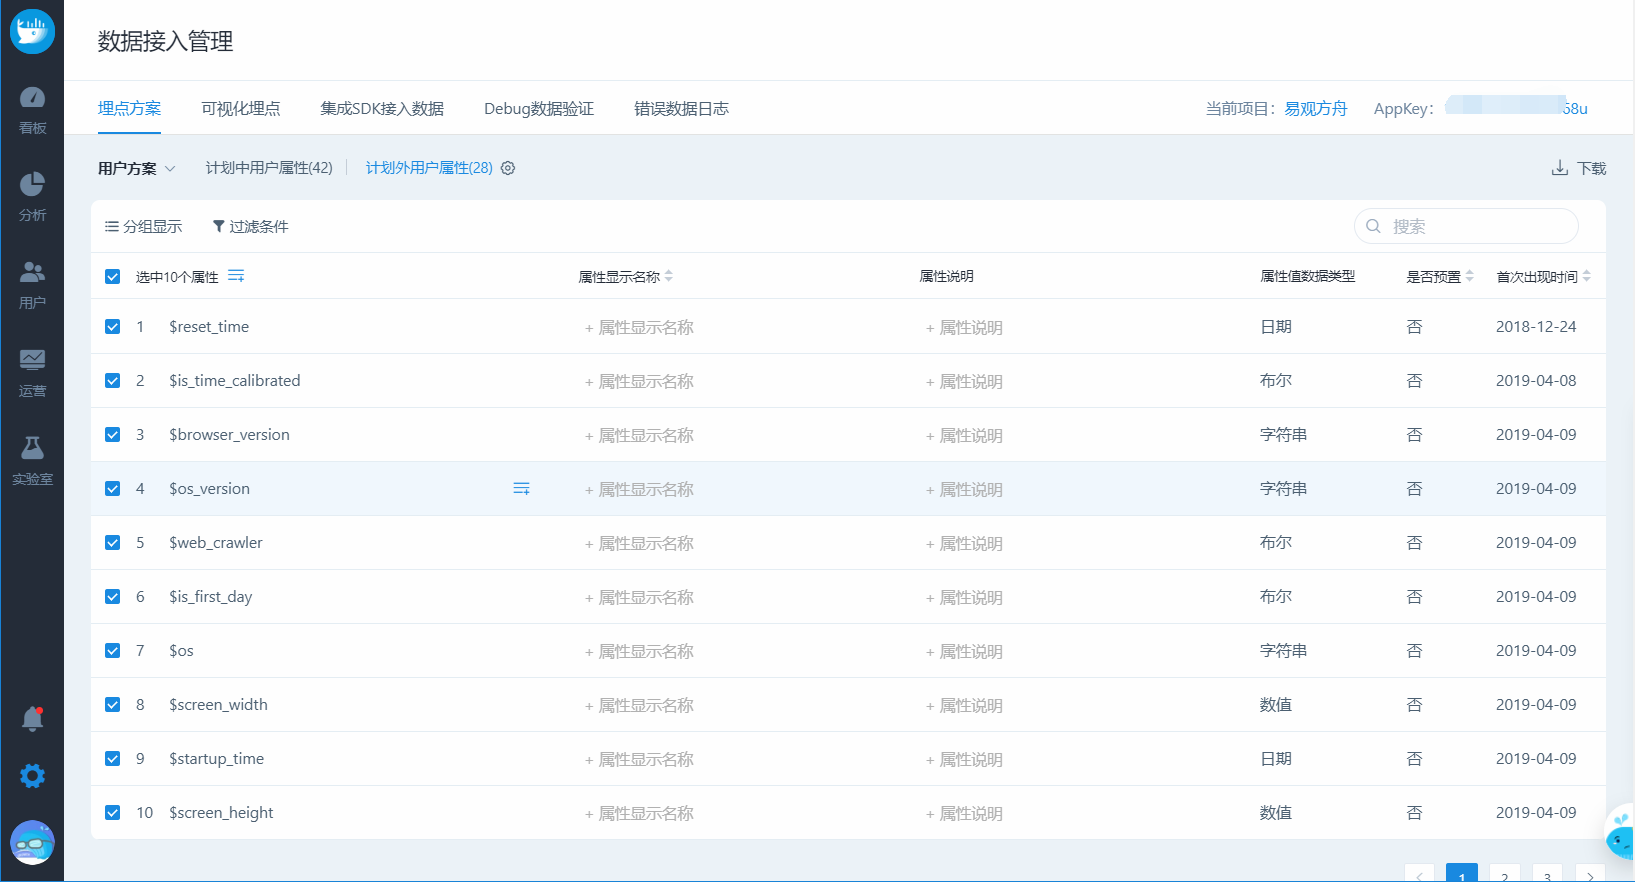 数据接入管理
埋点方案 可视化埋点 集成SDK接入数据 Debug数据验证 错误数据日志 当前项目：易观方舟 AppKey： 68u
看板
分析
用户
运营
实验室
用户方案 计划中用户属性(42) 计划外用户属性(28) 下载
分组显示 过滤条件 搜索
选中10个属性 属性显示名称 属性说明 属性值数据类型 是否预置 首次出现时间
1 $reset_time + 属性显示名称 + 属性说明 日期 否 2018-12-24
2 $is_time_calibrated + 属性显示名称 + 属性说明 布尔 否 2019-04-08
3 $browser_version + 属性显示名称 + 属性说明 字符串 否 2019-04-09
4 $os_version + 属性显示名称 + 属性说明 字符串 否 2019-04-09
5 $web_crawler + 属性显示名称 + 属性说明 布尔 否 2019-04-09
6 $is_first_day + 属性显示名称 + 属性说明 布尔 否 2019-04-09
7 $os + 属性显示名称 + 属性说明 字符串 否 2019-04-09
8 $screen_width + 属性显示名称 + 属性说明 数值 否 2019-04-09
9 $startup_time + 属性显示名称 + 属性说明 日期 否 2019-04-09
10 $screen_height + 属性显示名称 + 属性说明 数值 否 2019-04-09
1 2 3